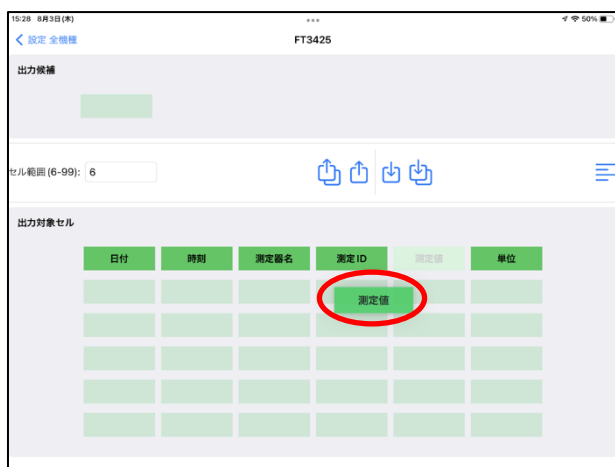 15:28 8月3日(木)
50%
設定 全機種
FT3425
出力候補
セル範囲(6-99): 6
出力対象セル
日付 時刻 測定器名 測定ID 測定値 単位
測定値